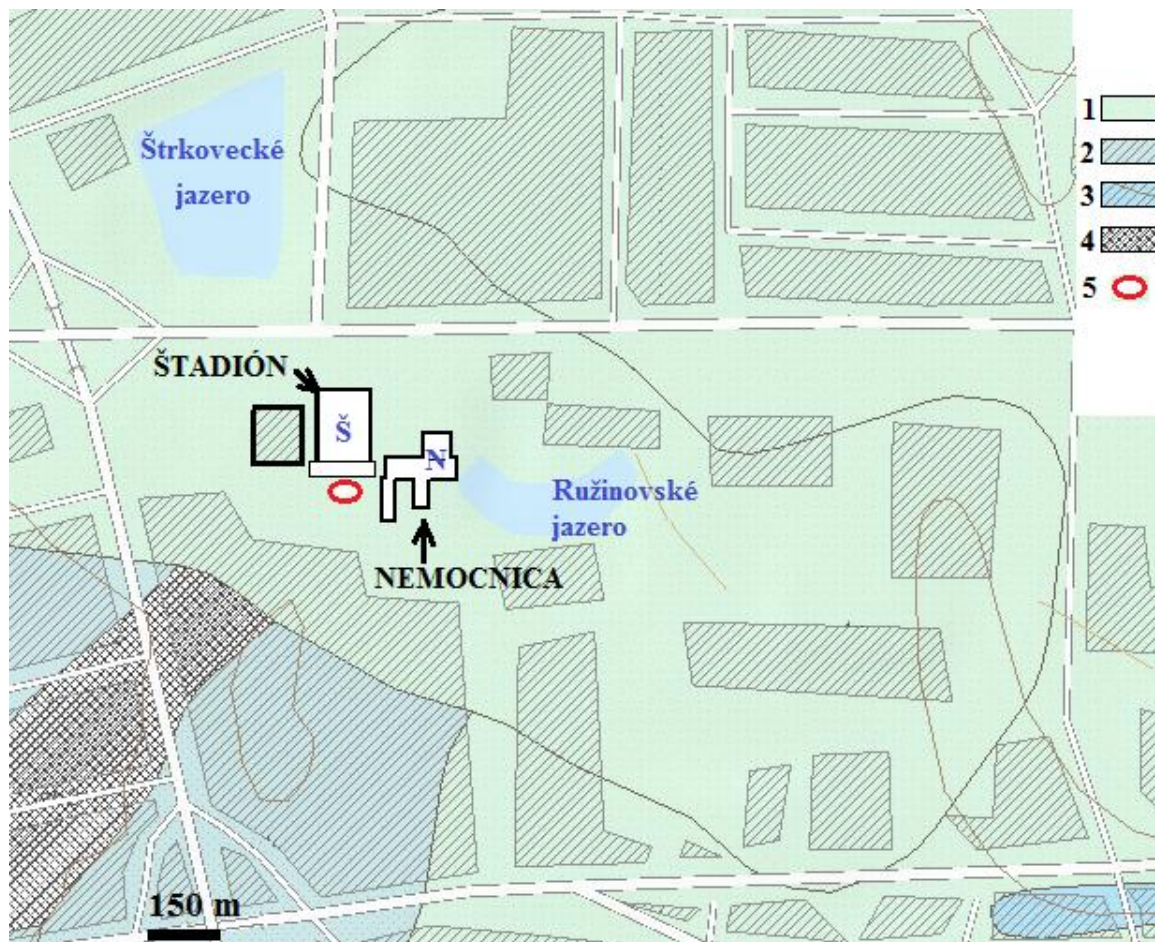 Štrkovecké
jazero
1
2
3
4
5
ŠTADIÓN
Š
N
Ružinovské
jazero
NEMOCNICA
150 m